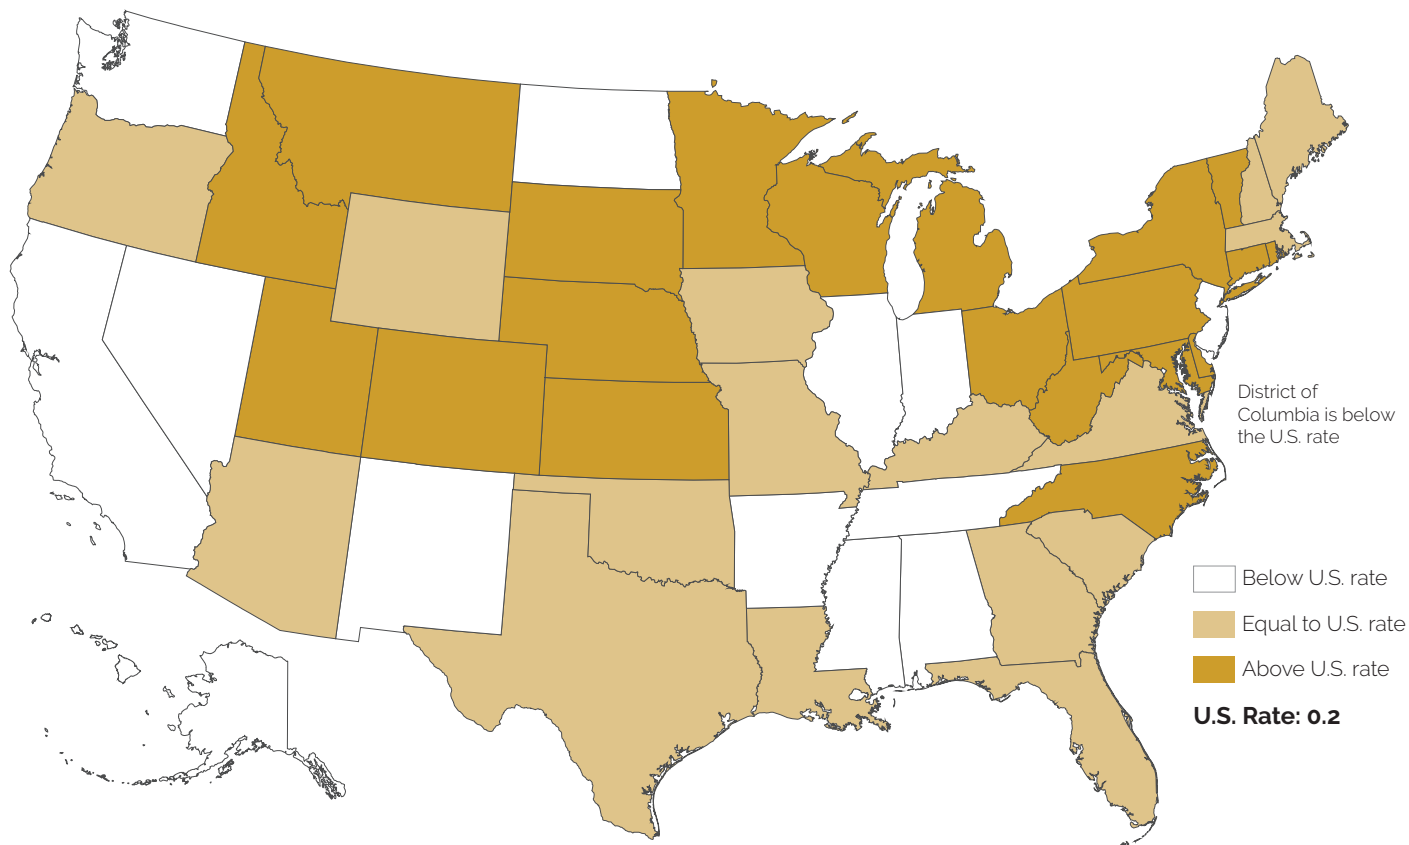 District of
Columbia is below
the U.S. rate
Below U.S. rate
Equal to U.S. rate
Above U.S. rate
U.S. Rate: 0.2